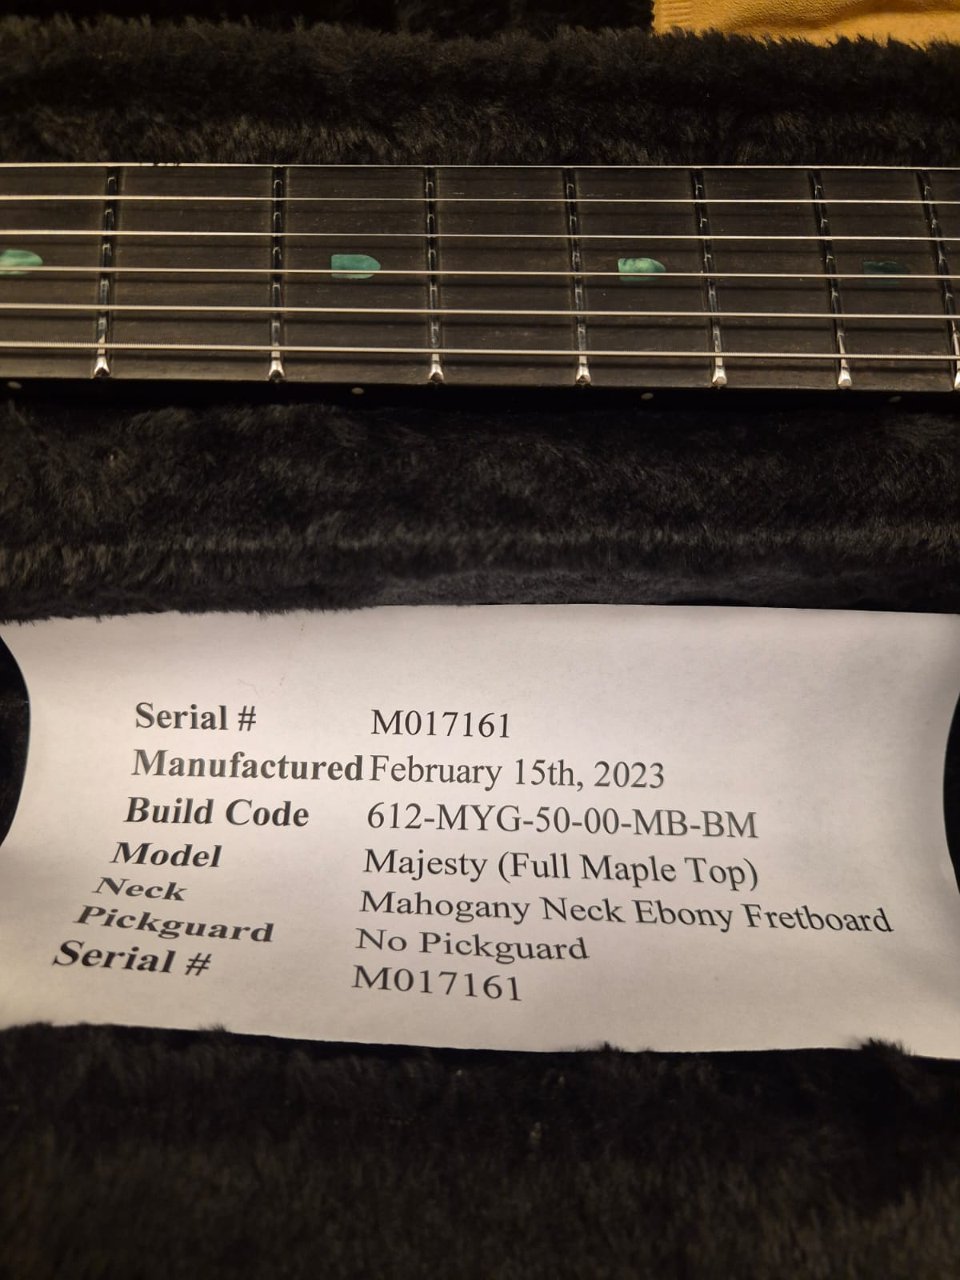 Serial # M017161
Manufactured February 15th, 2023
Build Code 612-MYG-50-00-MB-BM
Model Majesty (Full Maple Top)
Neck Mahogany Neck Ebony Fretboard
Pickguard No Pickguard
Serial # M017161